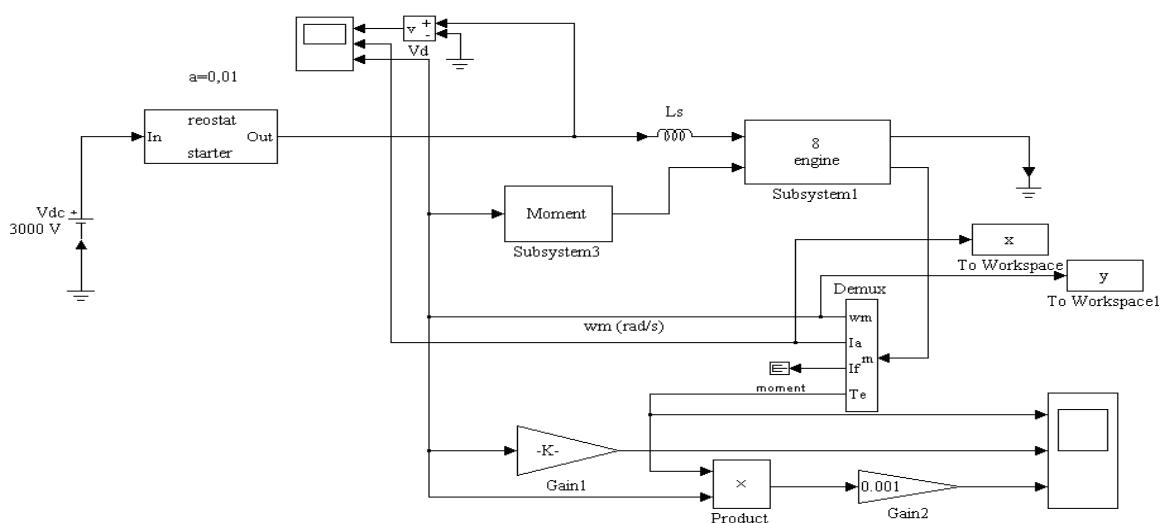 v
+
-
Vd
a=0,01
reostat
In
Out
starter
Ls
8
engine
Subsystem1
Vdc
+
3000 V
Moment
Subsystem3
x
To Workspace
y
To Workspace1
Demux
wm
wm (rad/s)
Ia
m
If
moment
Te
-K-
Gain1
×
Product
0.001
Gain2